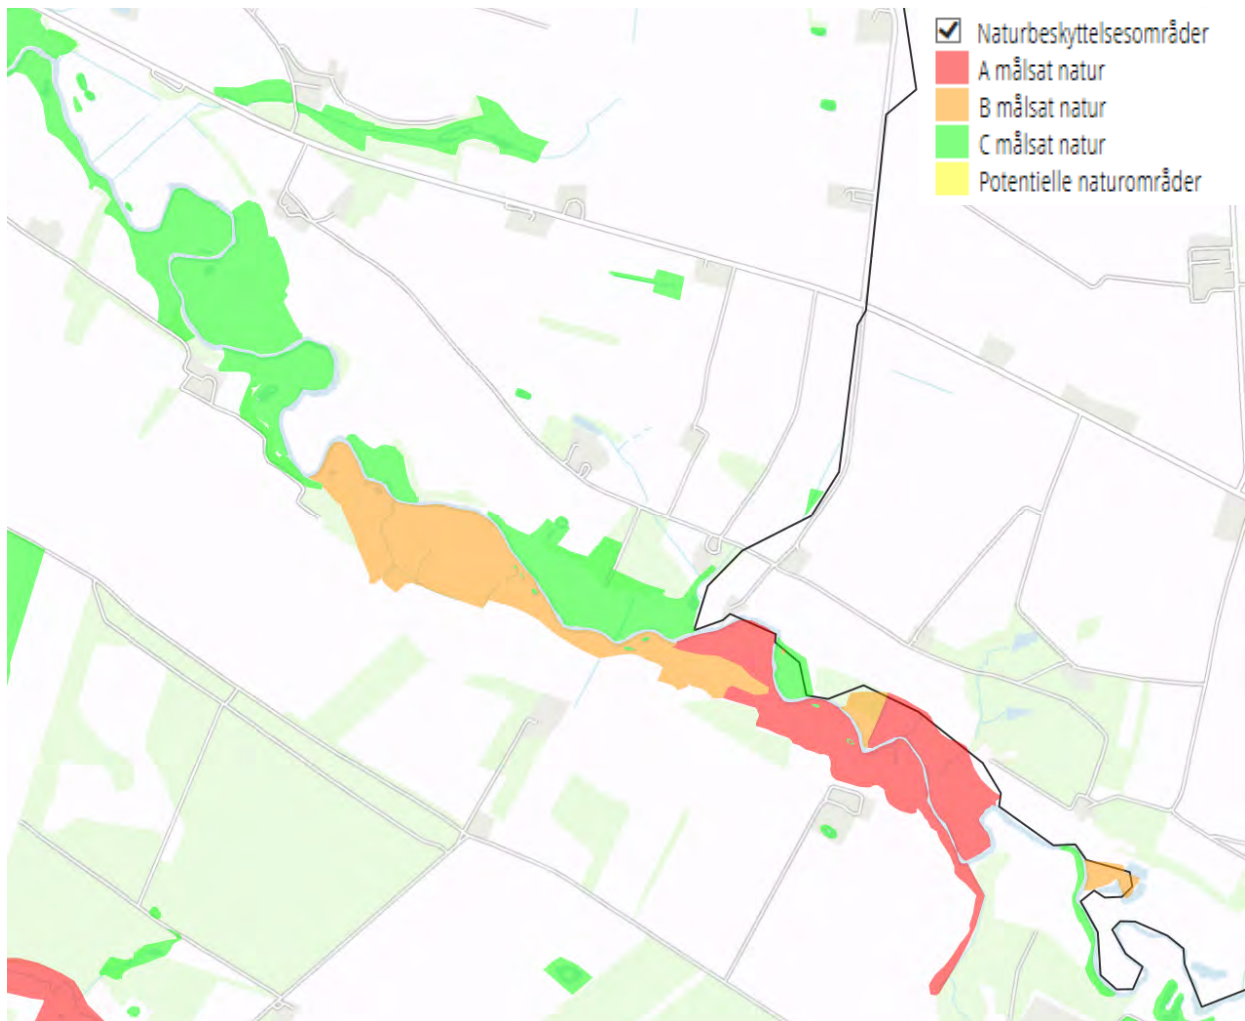 Naturbeskyttelsesområder
A målsat natur
B målsat natur
C målsat natur
Potentielle naturområder